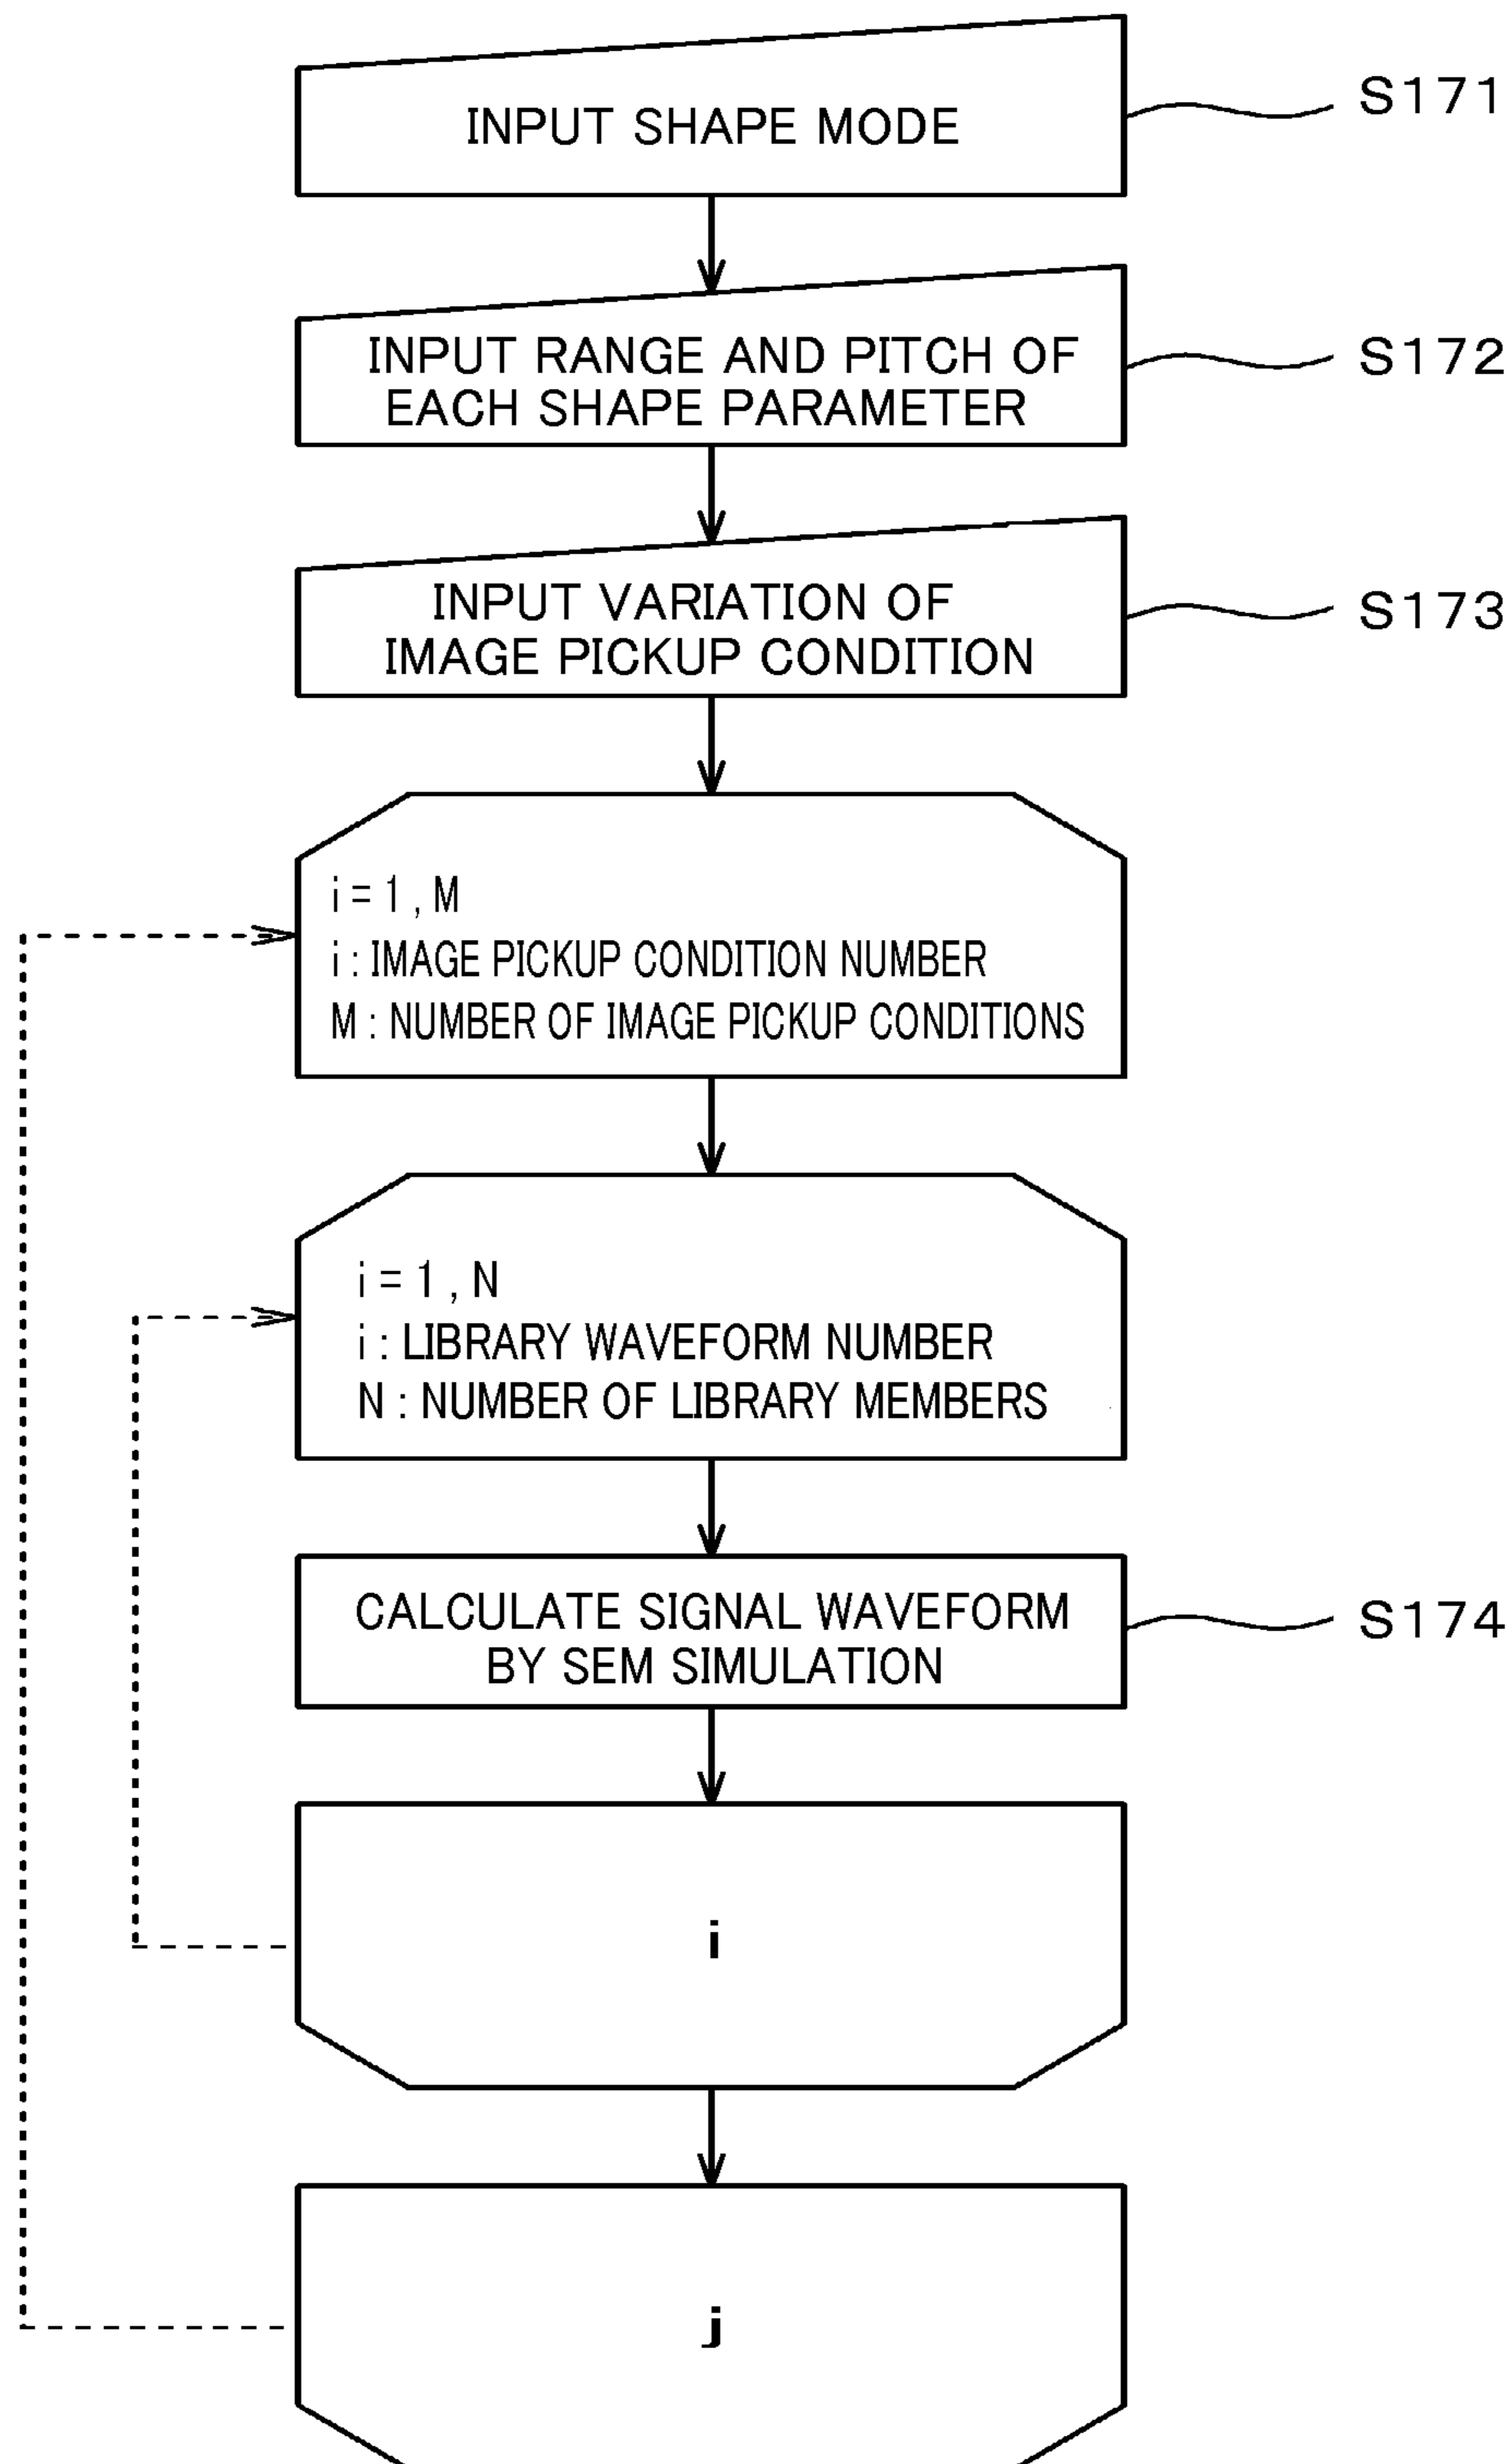 INPUT SHAPE MODE
S171
INPUT RANGE AND PITCH OF
EACH SHAPE PARAMETER
S172
INPUT VARIATION OF
IMAGE PICKUP CONDITION
S173
i = 1 , M
i : IMAGE PICKUP CONDITION NUMBER
M : NUMBER OF IMAGE PICKUP CONDITIONS
i = 1 , N
i : LIBRARY WAVEFORM NUMBER
N : NUMBER OF LIBRARY MEMBERS
CALCULATE SIGNAL WAVEFORM
BY SEM SIMULATION
S174
i
j